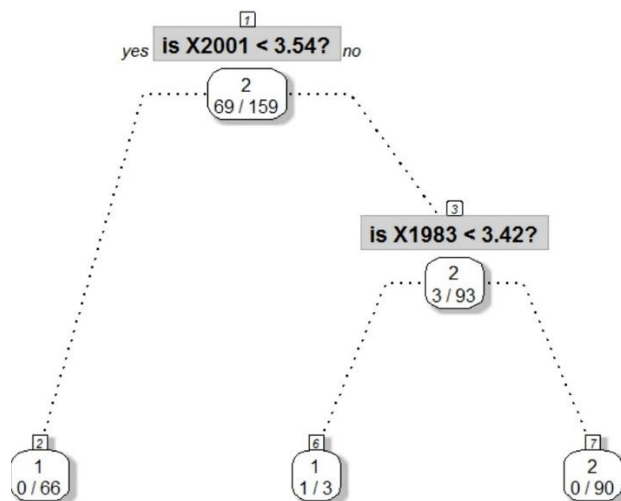 1
yes is X2001 < 3.54? no
2
69 / 159
3
is X1983 < 3.42?
2
3 / 93
2 6 7
1 1 2
0 / 66 1 / 3 0 / 90